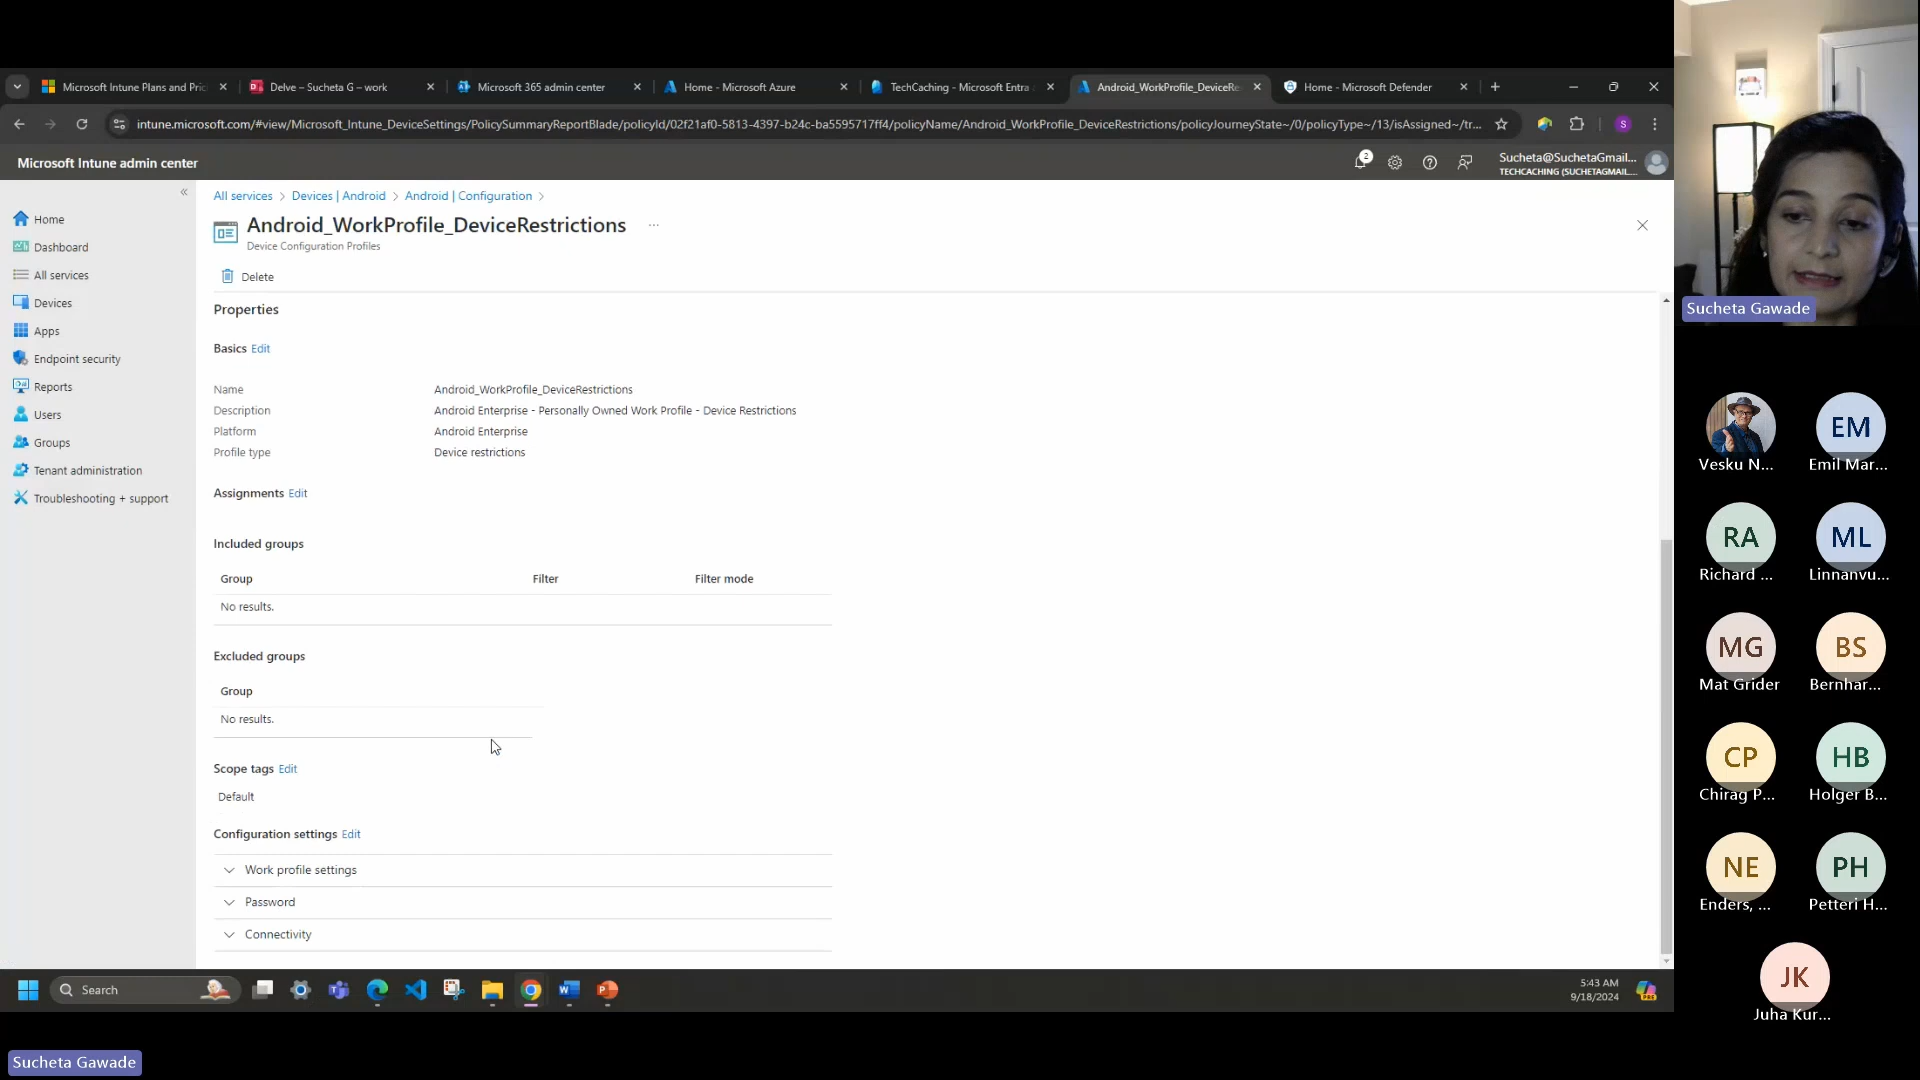 Microsoft Intune Plans and Pric
Delve – Sucheta G – work
Microsoft 365 admin center
Home - Microsoft Azure
TechCaching - Microsoft Entra
Android_WorkProfile_DeviceRe
Home - Microsoft Defender
intune.microsoft.com/#view/Microsoft_Intune_DeviceSettings/PolicySummaryReportBlade/policyId/02f21af0-5813-4397-b24c-ba5595717ff4/policyName/Android_WorkProfile_DeviceRestrictions/policyJourneyState~/0/policyType~/13/isAssigned~/tr...
S
Microsoft Intune admin center
2
Sucheta@SuchetaGmail...
TECHCACHING (SUCHETAGMAIL....
Home
Dashboard
All services
Devices
Apps
Endpoint security
Reports
Users
Groups
Tenant administration
Troubleshooting + support
All services > Devices | Android > Android | Configuration >
Android_WorkProfile_DeviceRestrictions ...
Device Configuration Profiles
Delete
Properties
Basics Edit
Name Android_WorkProfile_DeviceRestrictions
Description Android Enterprise - Personally Owned Work Profile - Device Restrictions
Platform Android Enterprise
Profile type Device restrictions
Assignments Edit
Included groups
Group Filter Filter mode
No results.
Excluded groups
Group
No results.
Scope tags Edit
Default
Configuration settings Edit
Work profile settings
Password
Connectivity
Search
5:43 AM
9/18/2024
Sucheta Gawade
Vesku N...
EM
Emil Mar...
RA
Richard ...
ML
Linnanvu...
MG
Mat Grider
BS
Bernhar...
CP
Chirag P...
HB
Holger B...
NE
Enders, ...
PH
Petteri H...
JK
Juha Kur...
Sucheta Gawade